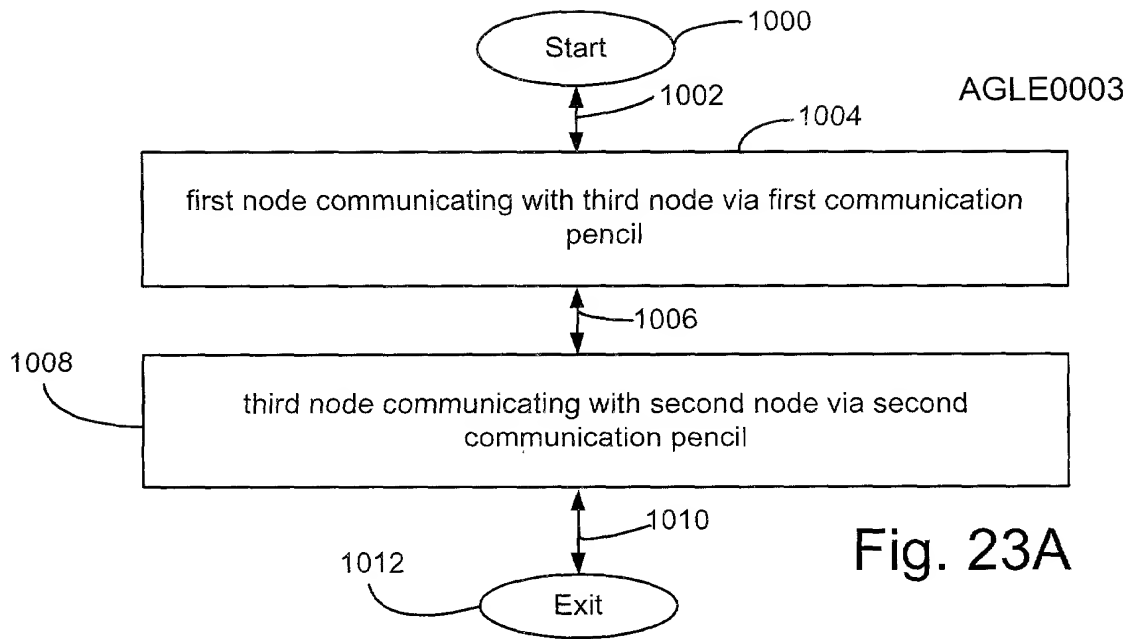 Start
1000
1002
AGLE0003
1004
first node communicating with third node via first communication
pencil
1006
1008
third node communicating with second node via second
communication pencil
1010
Fig. 23A
1012
Exit